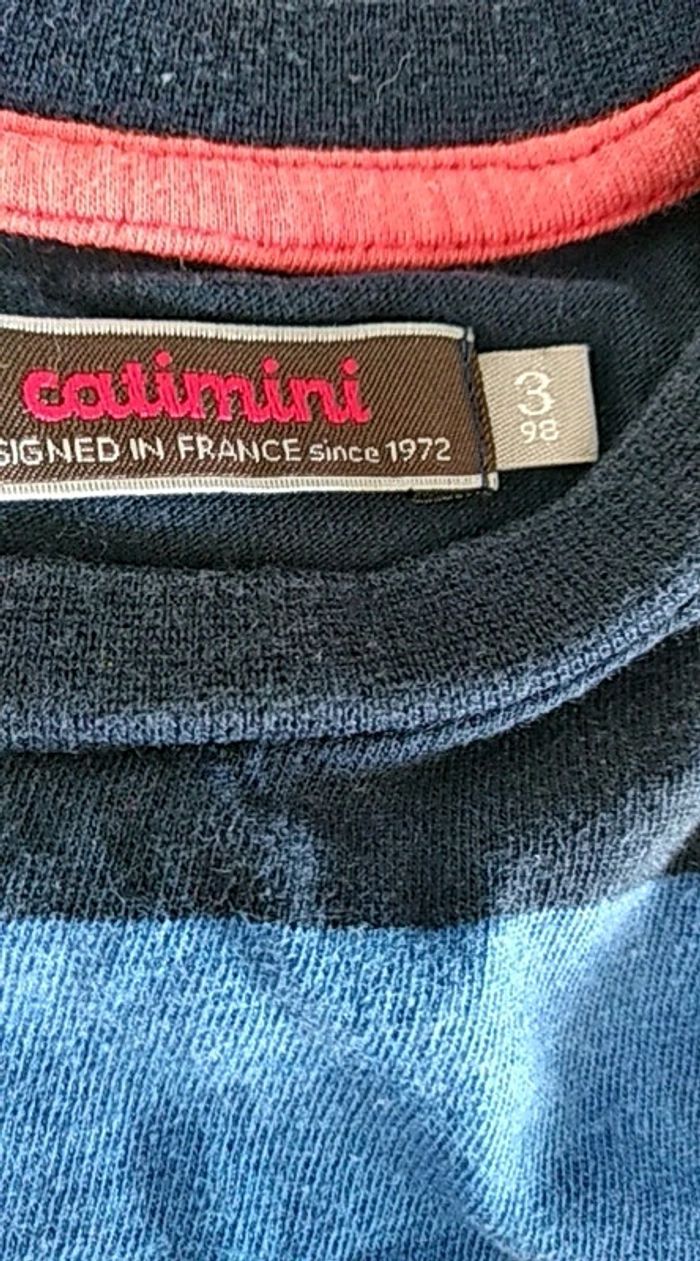 catimini
SIGNED IN FRANCE since 1972
3
98